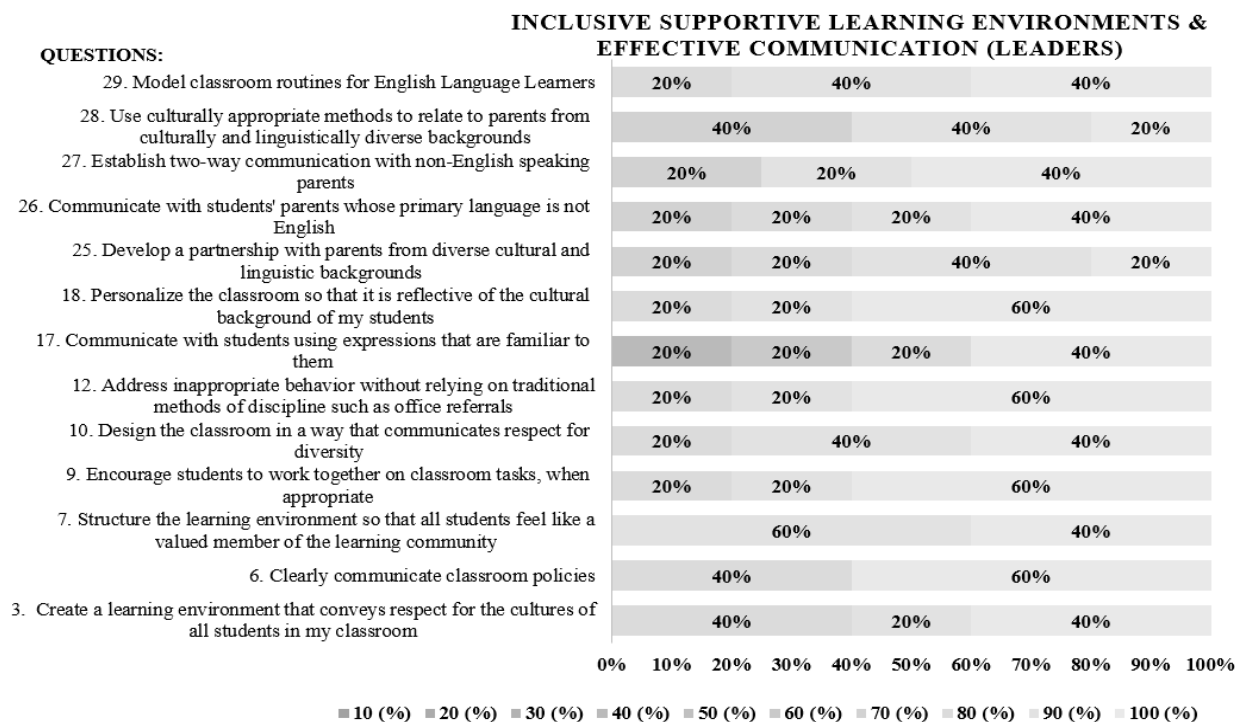 INCLUSIVE SUPPORTIVE LEARNING ENVIRONMENTS &
EFFECTIVE COMMUNICATION (LEADERS)
QUESTIONS:
29. Model classroom routines for English Language Learners
20% 40% 40%
28. Use culturally appropriate methods to relate to parents from
culturally and linguistically diverse backgrounds
40% 40% 20%
27. Establish two-way communication with non-English speaking
parents
20% 20% 40%
26. Communicate with students' parents whose primary language is not
English
20% 20% 20% 40%
25. Develop a partnership with parents from diverse cultural and
linguistic backgrounds
20% 20% 40% 20%
18. Personalize the classroom so that it is reflective of the cultural
background of my students
20% 20% 60%
17. Communicate with students using expressions that are familiar to
them
20% 20% 20% 40%
12. Address inappropriate behavior without relying on traditional
methods of discipline such as office referrals
20% 20% 60%
10. Design the classroom in a way that communicates respect for
diversity
20% 40% 40%
9. Encourage students to work together on classroom tasks, when
appropriate
20% 20% 60%
7. Structure the learning environment so that all students feel like a
valued member of the learning community
60% 40%
6. Clearly communicate classroom policies
40% 60%
3. Create a learning environment that conveys respect for the cultures of
all students in my classroom
40% 20% 40%
0% 10% 20% 30% 40% 50% 60% 70% 80% 90% 100%
10 (%) 20 (%) 30 (%) 40 (%) 50 (%) 60 (%) 70 (%) 80 (%) 90 (%) 100 (%)